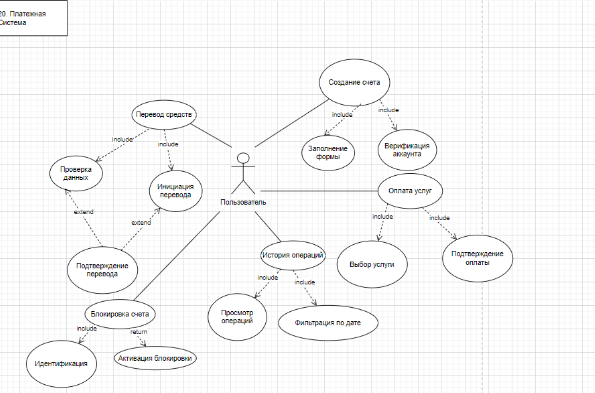 20. Платежная
Система
Создание счета
Перевод средств
include
include
include
include
Заполнение
формы
Верификация
аккаунта
Проверка
данных
Инициация
перевода
Оплата услуг
Пользователь
extend
extend
include
include
История операций
Подтверждение
оплаты
Выбор услуги
Подтверждение
перевода
include
include
Блокировка счета
Просмотр
операций
Фильтрация по дате
include
return
Идентификация
Активация блокировки